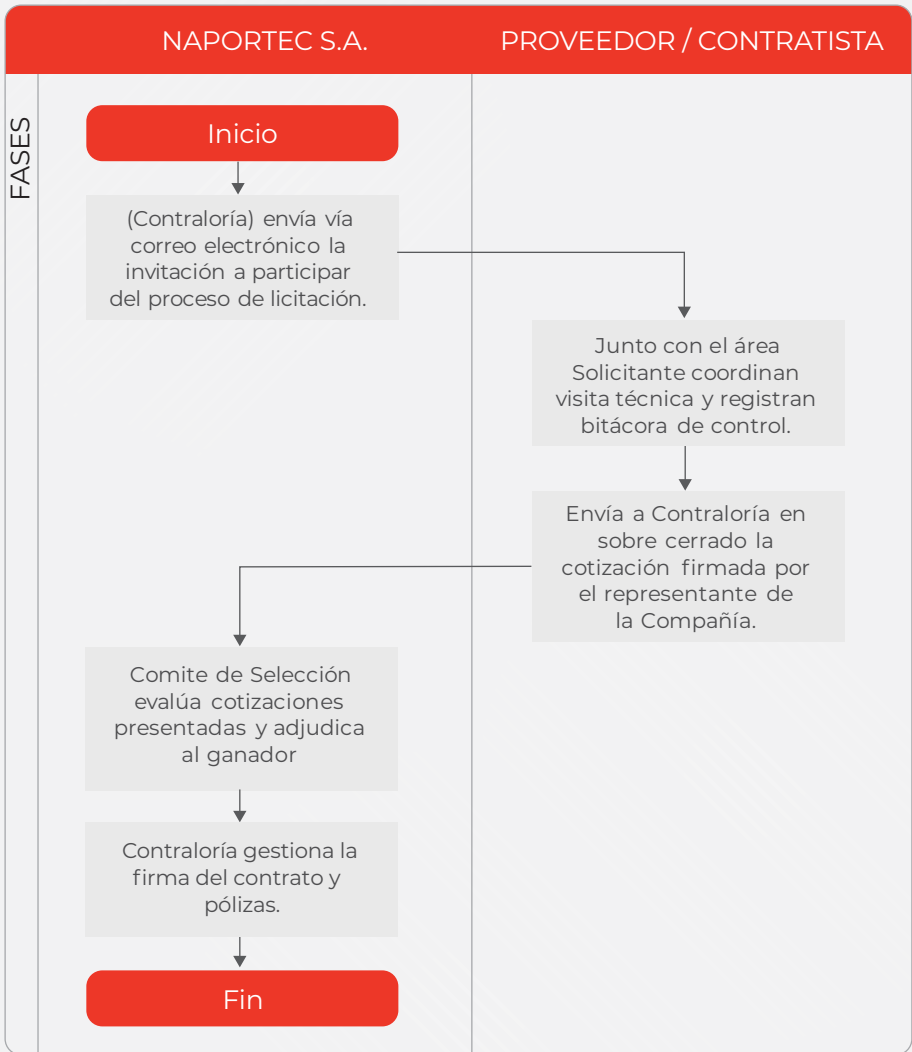 NAPORTEC S.A.
PROVEEDOR / CONTRATISTA
FASES
Inicio
(Contraloría) envía vía
correo electrónico la
invitación a participar
del proceso de licitación.
Junto con el área
Solicitante coordinan
visita técnica y registran
bitácora de control.
Envía a Contraloría en
sobre cerrado la
cotización firmada por
el representante de
la Compañía.
Comite de Selección
evalúa cotizaciones
presentadas y adjudica
al ganador
Contraloría gestiona la
firma del contrato y
pólizas.
Fin